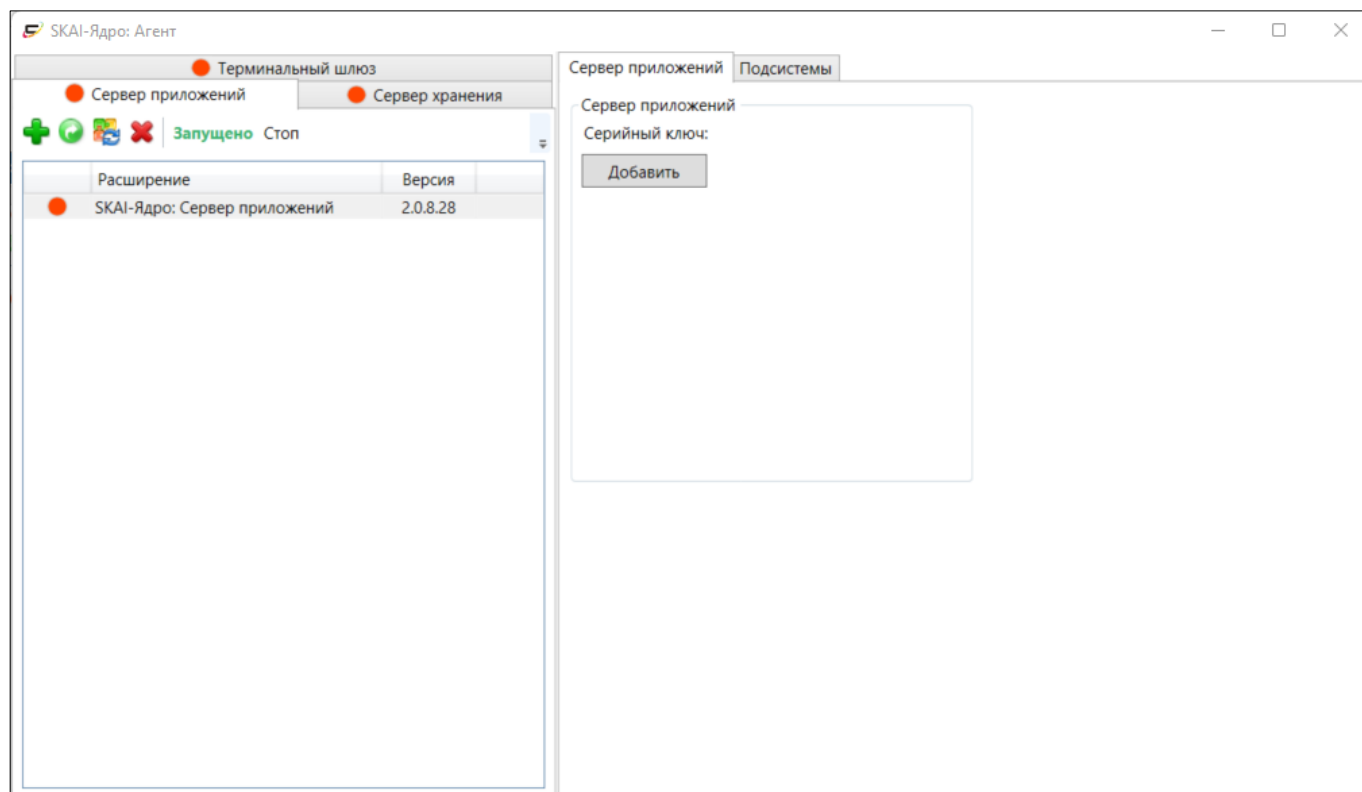 SKAI-Ядро: Агент
Терминальный шлюз
Сервер приложений
Сервер хранения
Запущено Стоп
Расширение Версия
SKAI-Ядро: Сервер приложений 2.0.8.28
Сервер приложений Подсистемы
Сервер приложений
Серийный ключ:
Добавить